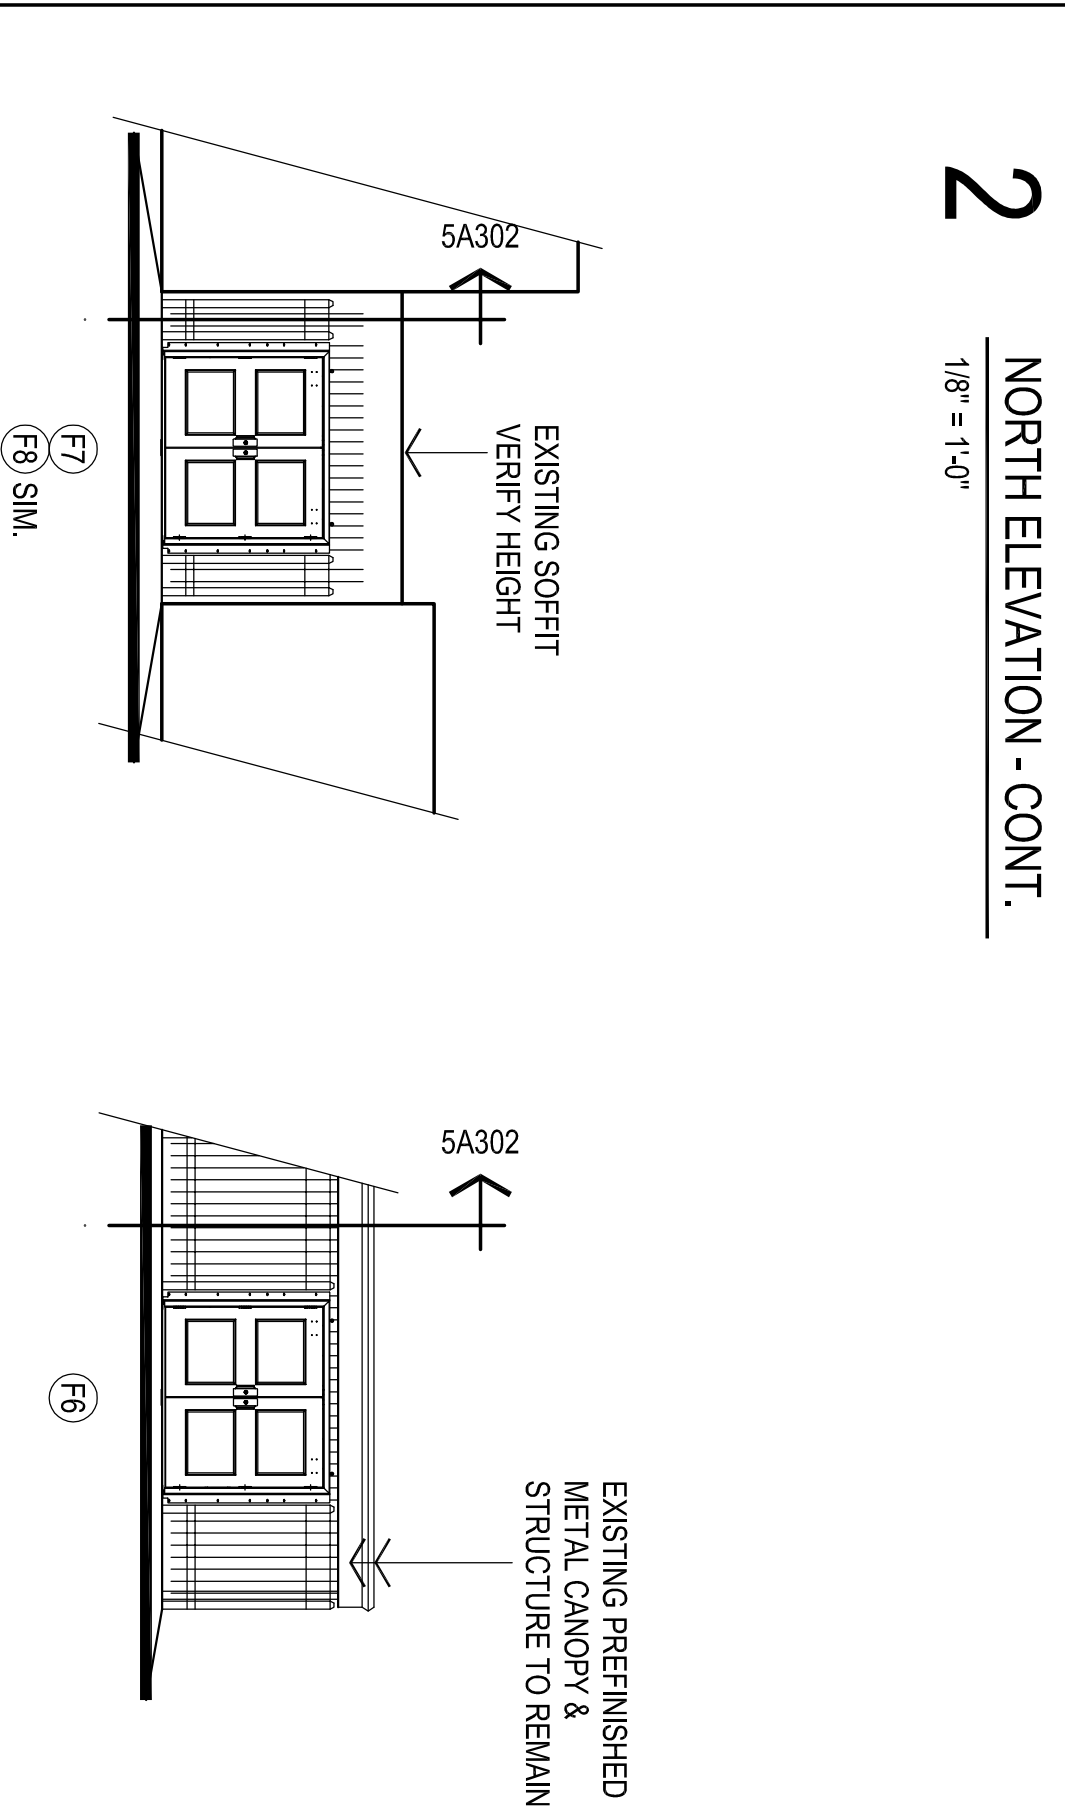 2
NORTH ELEVATION - CONT.
1/8" = 1'-0"
5A302
EXISTING SOFFIT
VERIFY HEIGHT
F7
F8 SIM.
5A302
EXISTING PREFINISHED
METAL CANOPY &
STRUCTURE TO REMAIN
F6